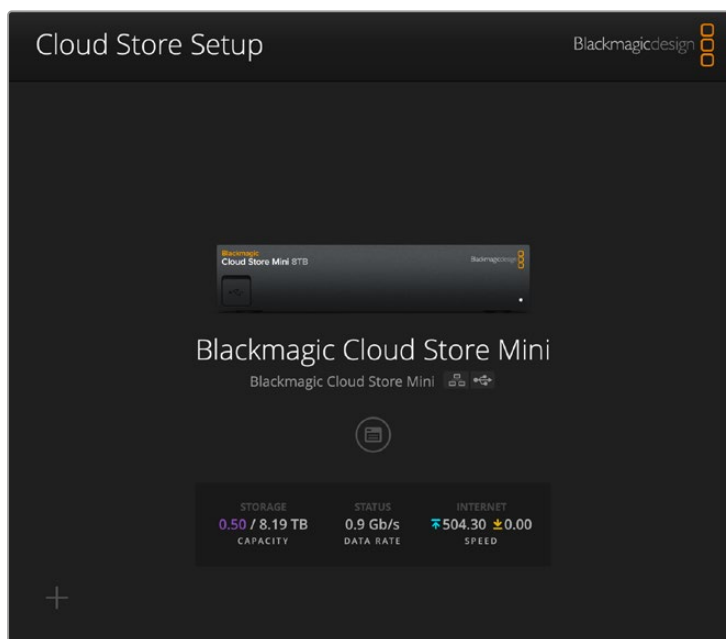 Cloud Store Setup
Blackmagicdesign
Blackmagic
Cloud Store Mini 8TB
Blackmagicdesign
Blackmagic Cloud Store Mini
Blackmagic Cloud Store Mini
STORAGE STATUS INTERNET
0.50 / 8.19 TB 0.9 Gb/s 504.30 0.00
CAPACITY DATA RATE SPEED